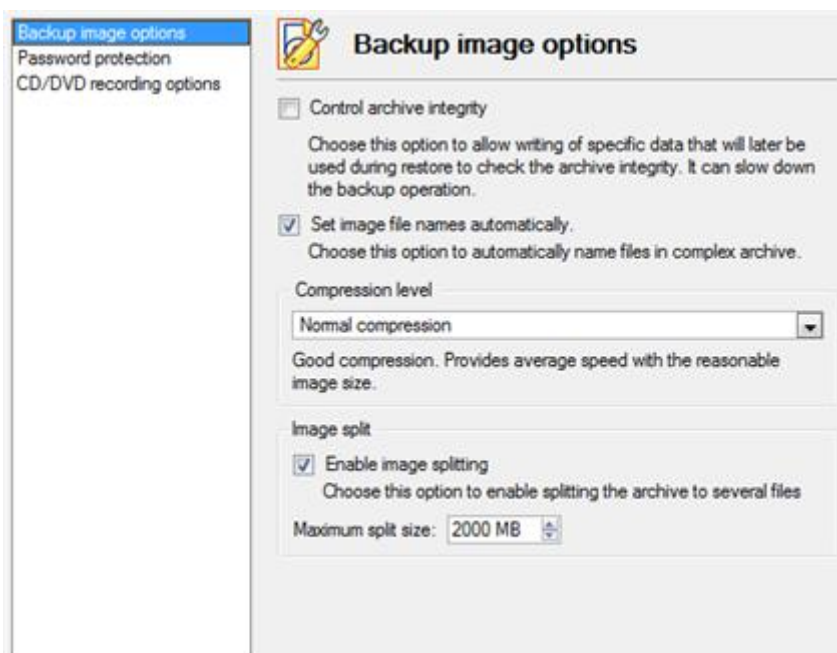 Backup image options
Password protection
CD/DVD recording options
Backup image options
Control archive integrity
Choose this option to allow writing of specific data that will later be
used during restore to check the archive integrity. It can slow down
the backup operation.
Set image file names automatically.
Choose this option to automatically name files in complex archive.
Compression level
Normal compression
Good compression. Provides average speed with the reasonable
image size.
Image split
Enable image splitting
Choose this option to enable splitting the archive to several files
Maximum split size: 2000 MB